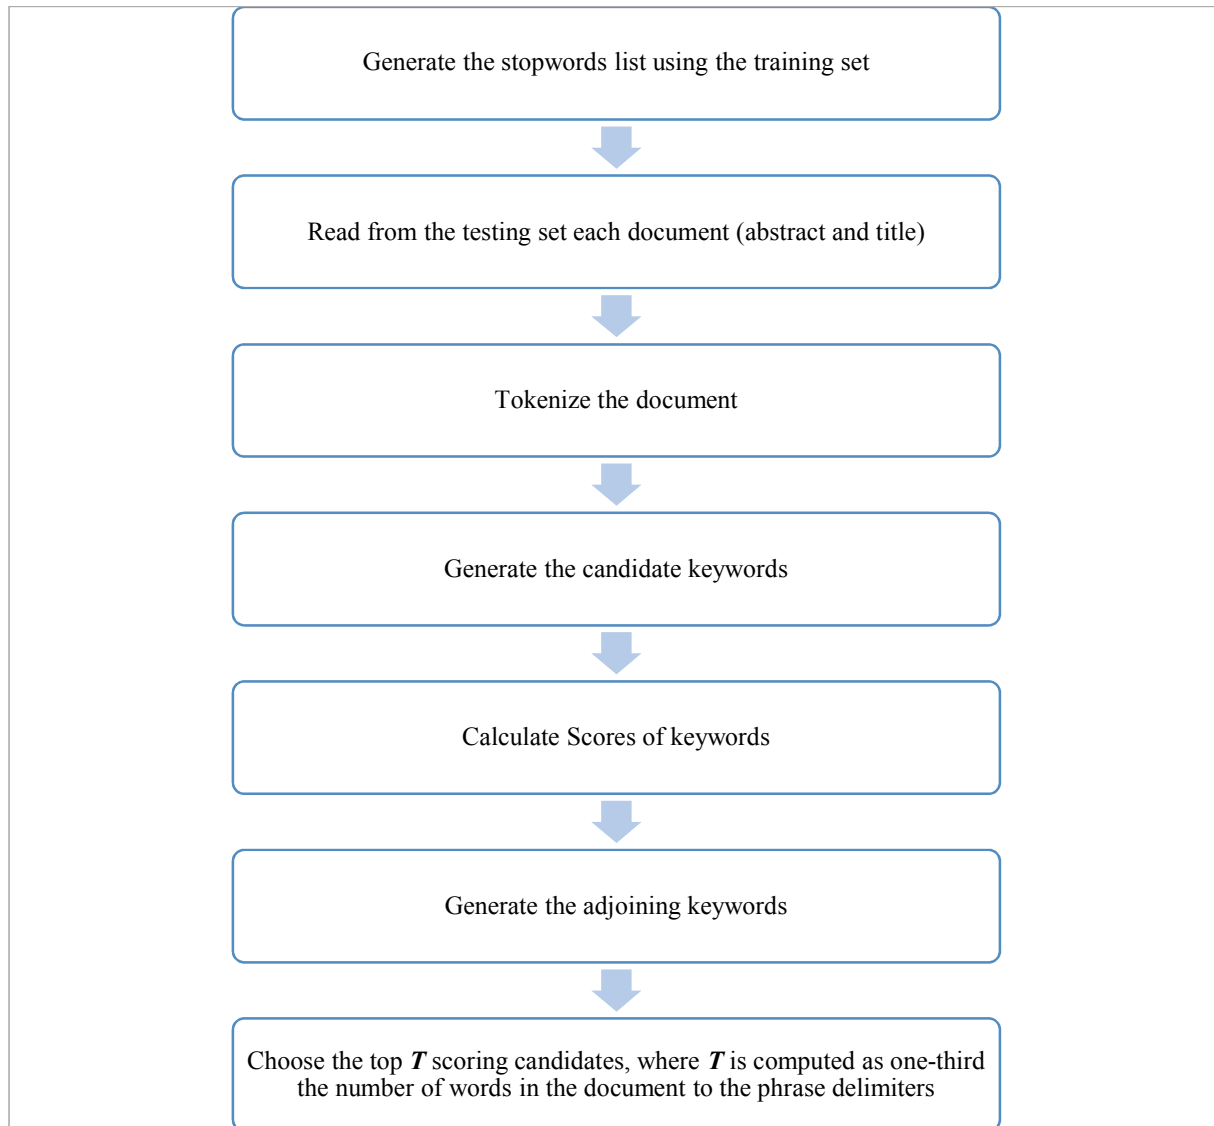 Generate the stopwords list using the training set
Read from the testing set each document (abstract and title)
Tokenize the document
Generate the candidate keywords
Calculate Scores of keywords
Generate the adjoining keywords
Choose the top T scoring candidates, where T is computed as one-third
the number of words in the document to the phrase delimiters